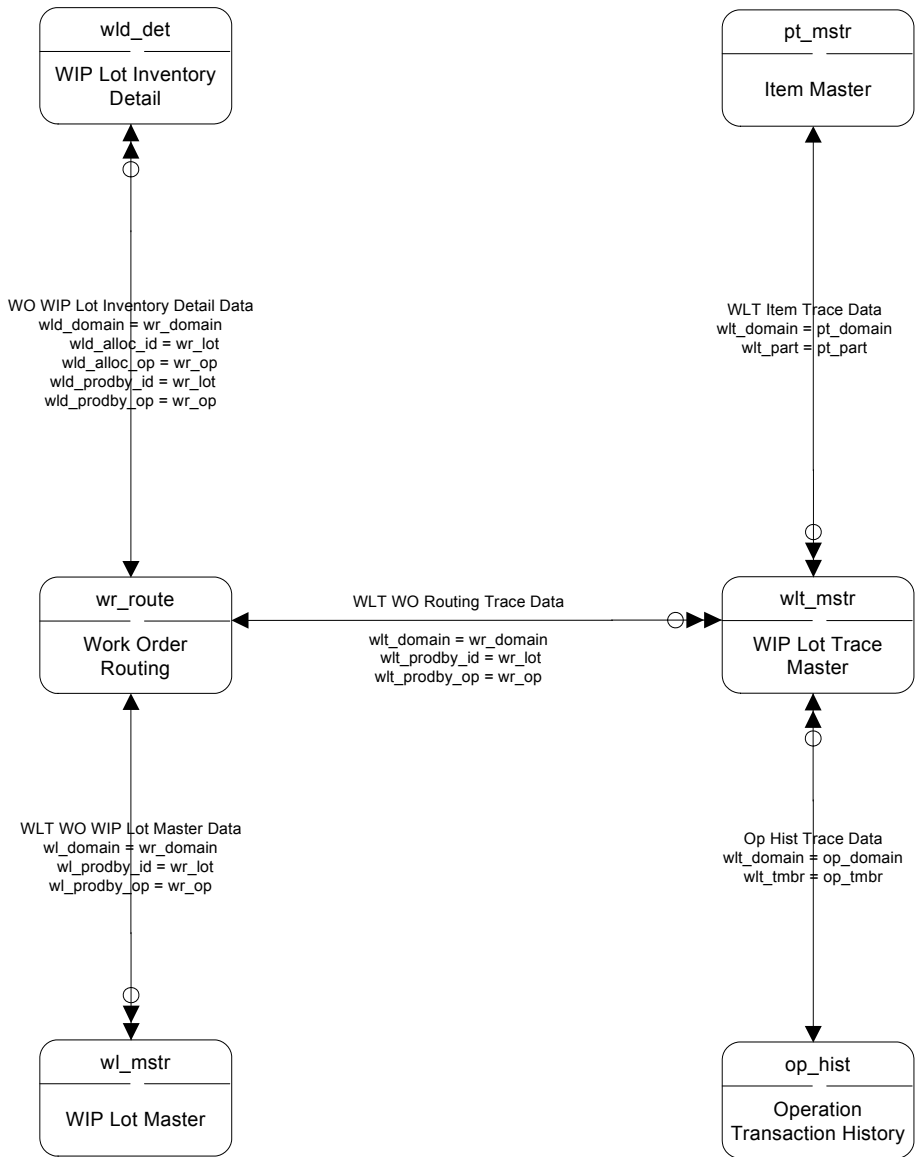 wld_det
WIP Lot Inventory
Detail
pt_mstr
Item Master
WO WIP Lot Inventory Detail Data
wld_domain = wr_domain
wld_alloc_id = wr_lot
wld_alloc_op = wr_op
wld_prodby_id = wr_lot
wld_prodby_op = wr_op
WLT Item Trace Data
wlt_domain = pt_domain
wlt_part = pt_part
wr_route
Work Order
Routing
WLT WO Routing Trace Data
wlt_domain = wr_domain
wlt_prodby_id = wr_lot
wlt_prodby_op = wr_op
wlt_mstr
WIP Lot Trace
Master
WLT WO WIP Lot Master Data
wl_domain = wr_domain
wl_prodby_id = wr_lot
wl_prodby_op = wr_op
Op Hist Trace Data
wlt_domain = op_domain
wlt_tmbr = op_tmbr
wl_mstr
WIP Lot Master
op_hist
Operation
Transaction History